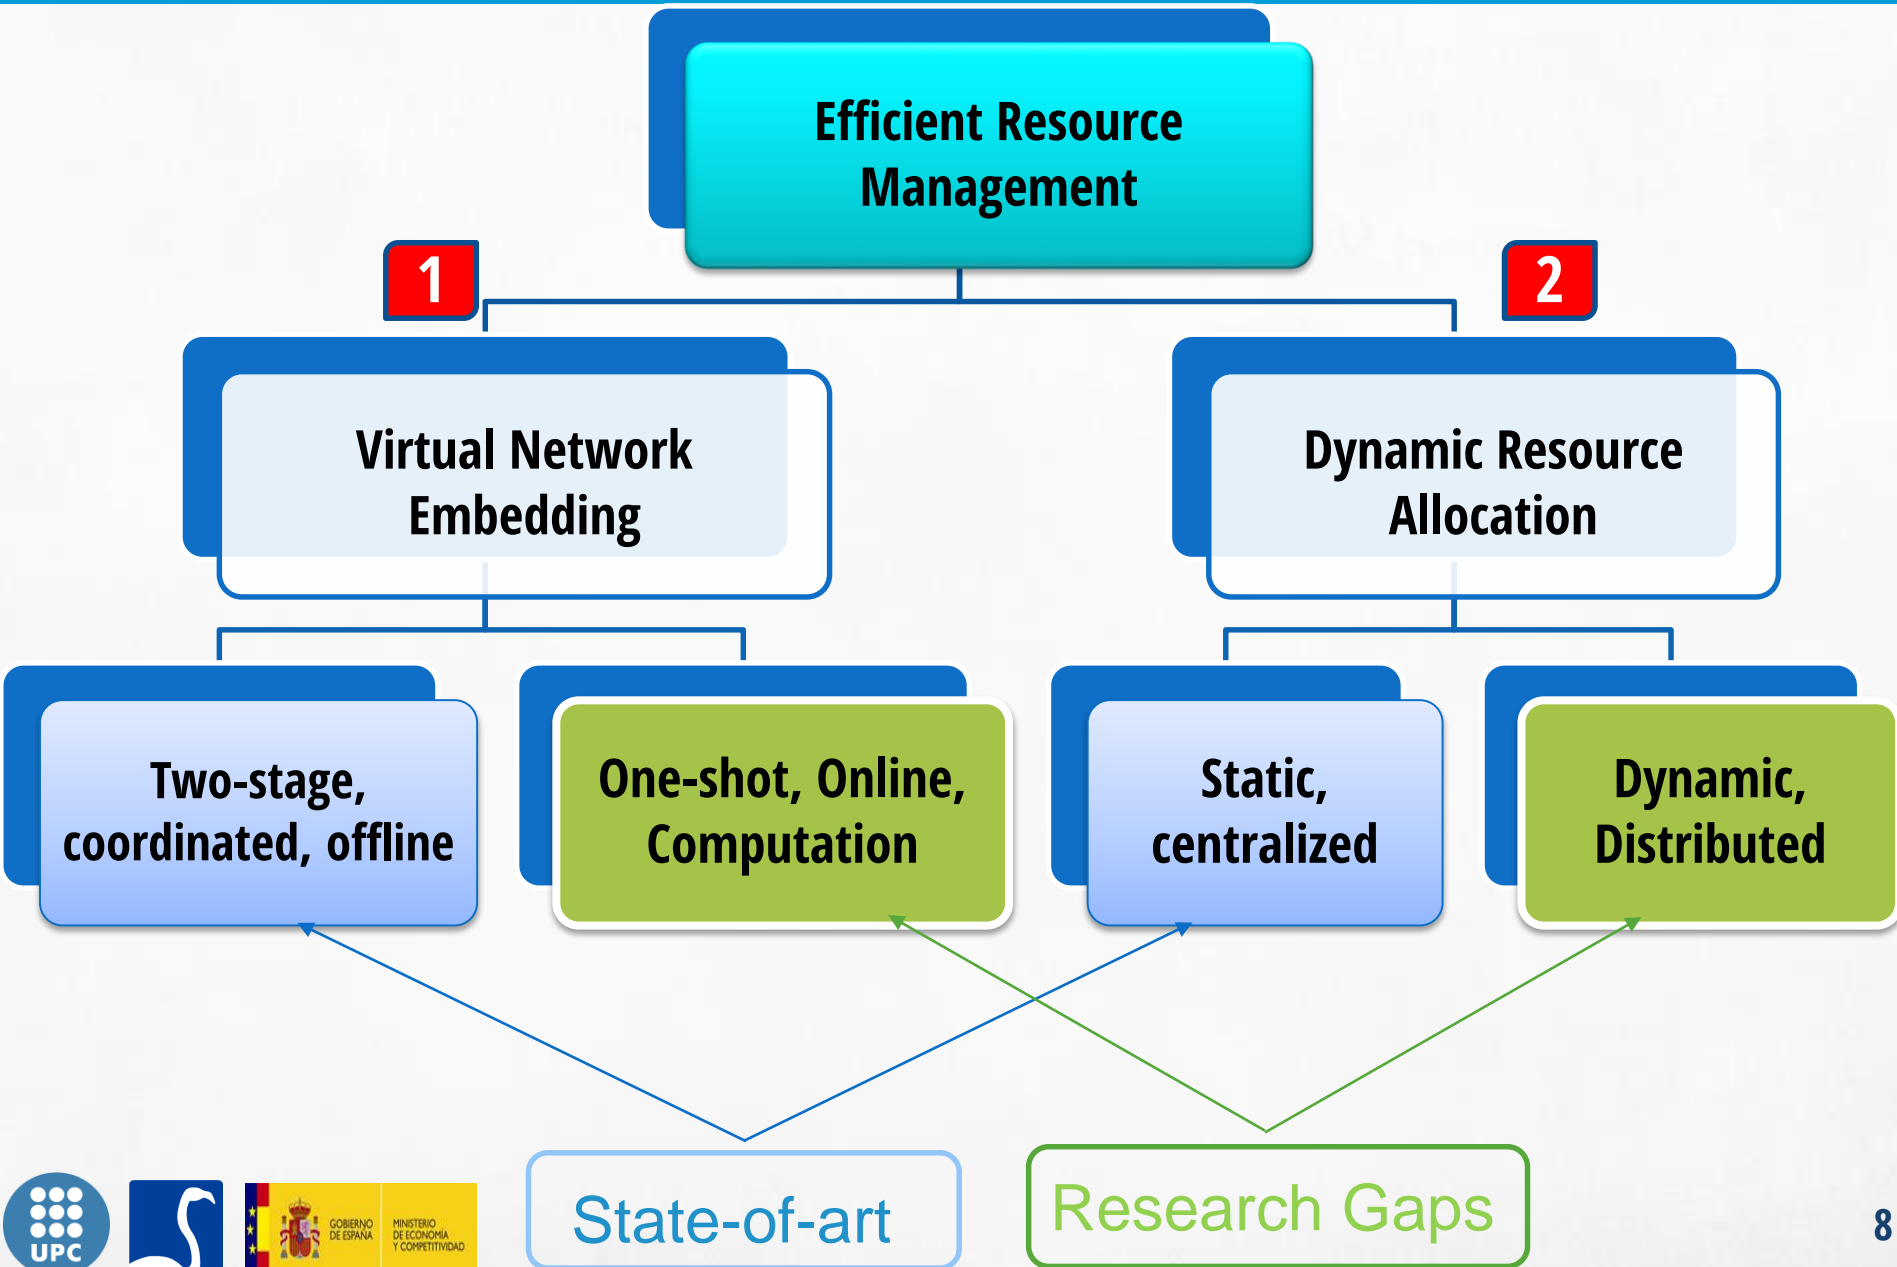 Efficient Resource
Management
1
2
Virtual Network
Embedding
Dynamic Resource
Allocation
Two-stage,
coordinated, offline
One-shot, Online,
Computation
Static,
centralized
Dynamic,
Distributed
State-of-art
Research Gaps
UPC
GOBIERNO
DE ESPAÑA
MINISTERIO
DE ECONOMÍA
Y COMPETITIVIDAD
8